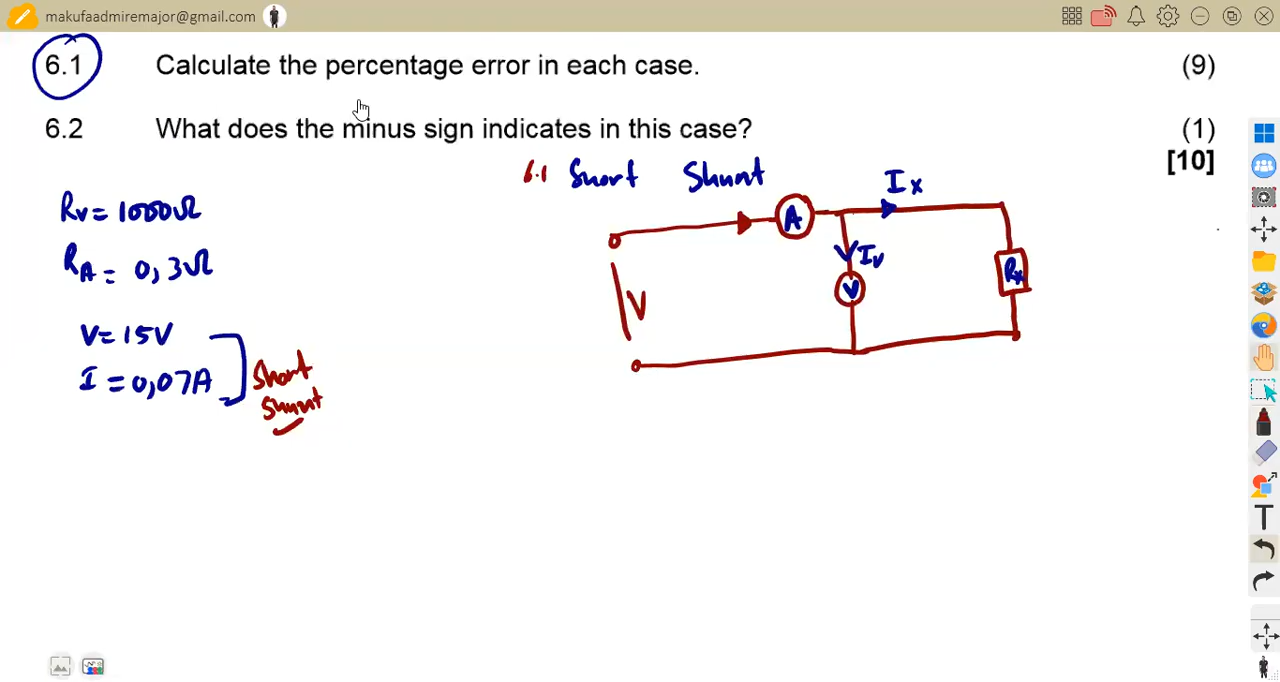 makufaadmiremajor@gmail.com
6.1 Calculate the percentage error in each case. (9)
6.2 What does the minus sign indicates in this case? (1)
[10]
6.1 Short Shunt
Rv = 1000Ω
RA = 0,3Ω
V = 15V
I = 0,07A
Short
Shunt
A
Ix
Iv
V
V
Rx
T